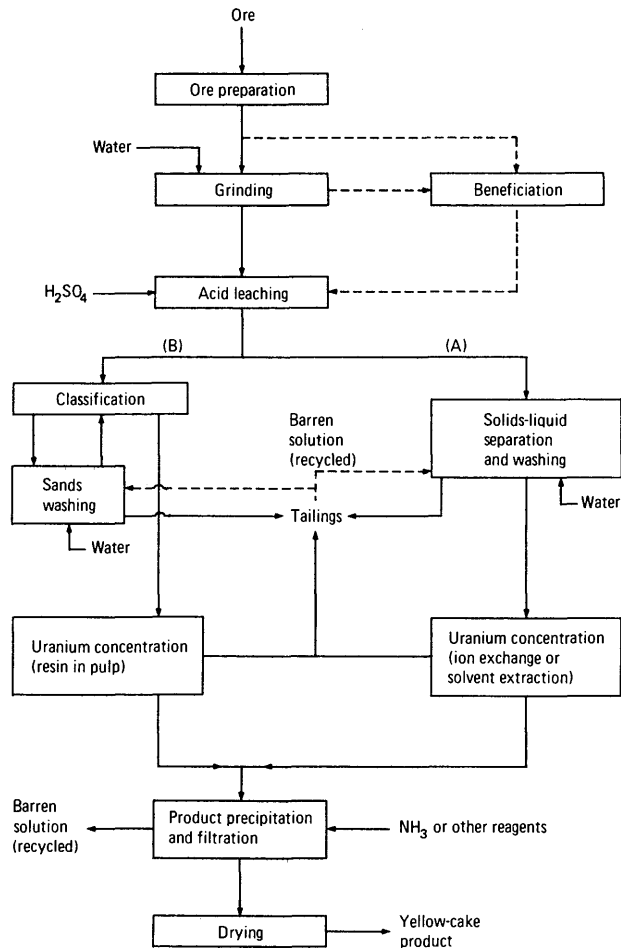 Ore
Ore preparation
Water
Grinding
Beneficiation
H₂SO₄
Acid leaching
(B)
(A)
Classification
Solids-liquid
separation
and washing
Barren
solution
(recycled)
Sands
washing
Tailings
Water
Water
Uranium concentration
(resin in pulp)
Uranium concentration
(ion exchange or
solvent extraction)
Barren
solution
(recycled)
Product precipitation
and filtration
NH₃ or other reagents
Drying
Yellow-cake
product